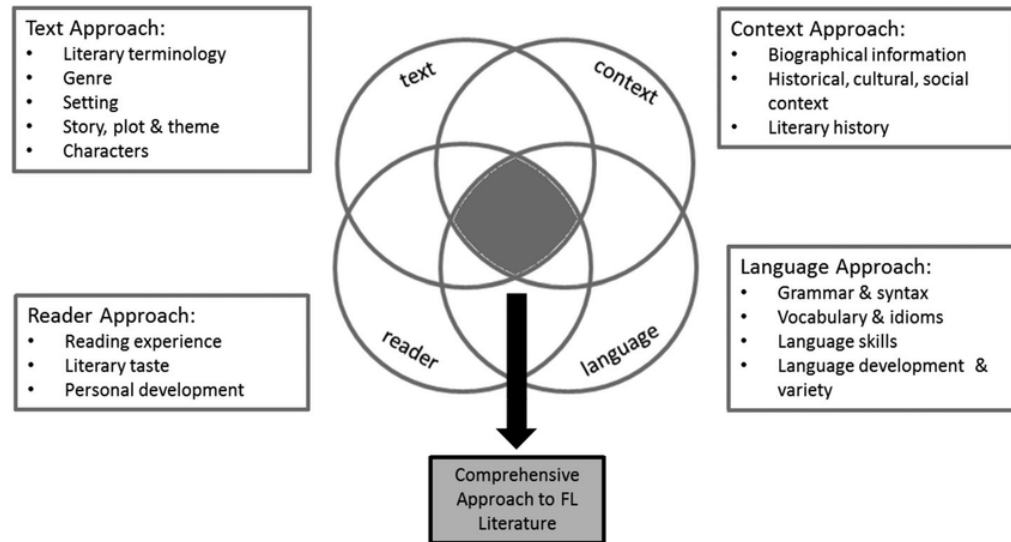 Text Approach:
• Literary terminology
• Genre
• Setting
• Story, plot & theme
• Characters
text
context
Context Approach:
• Biographical information
• Historical, cultural, social
context
• Literary history
Reader Approach:
• Reading experience
• Literary taste
• Personal development
reader
language
Language Approach:
• Grammar & syntax
• Vocabulary & idioms
• Language skills
• Language development &
variety
Comprehensive
Approach to FL
Literature